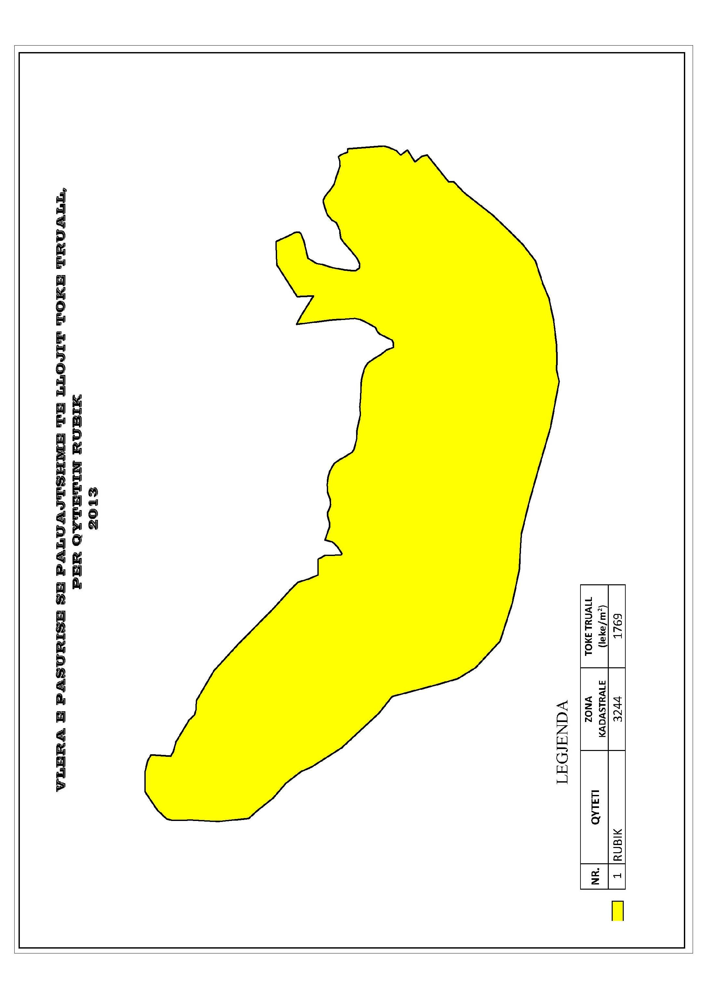 VLERA E PASURISE SE PALUAJTSHME TE LLOJIT TOKE TRUALL,
PER QYTETIN RUBIK
2013
LEGJENDA
NR. QYTETI ZONA KADASTRALE TOKE TRUALL (leke/m²)
1 RUBIK 3244 1769